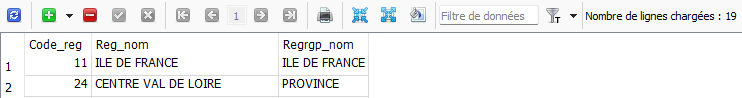 1 Filtre de données Nombre de lignes chargées : 19
Code_reg Reg_nom Regrgp_nom
1 11 ILE DE FRANCE ILE DE FRANCE
2 24 CENTRE VAL DE LOIRE PROVINCE